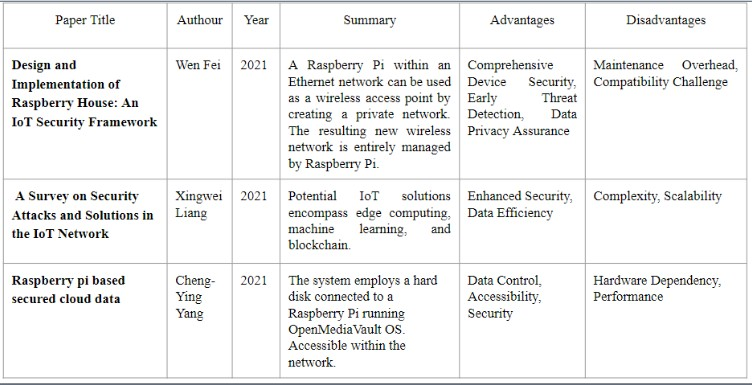 Paper Title Authour Year Summary Advantages Disadvantages
Design and
Implementation of
Raspberry House: An
IoT Security Framework
Wen Fei
2021
A Raspberry Pi within an
Ethernet network can be used
as a wireless access point by
creating a private network.
The resulting new wireless
network is entirely managed
by Raspberry Pi.
Comprehensive
Device Security,
Early Threat
Detection, Data
Privacy Assurance
Maintenance Overhead,
Compatibility Challenge
A Survey on Security
Attacks and Solutions in
the IoT Network
Xingwei
Liang
2021
Potential IoT solutions
encompass edge computing,
machine learning, and
blockchain.
Enhanced Security,
Data Efficiency
Complexity, Scalability
Raspberry pi based
secured cloud data
Cheng-
Ying
Yang
2021
The system employs a hard
disk connected to a
Raspberry Pi running
OpenMediaVault OS.
Accessible within the
network.
Data Control,
Accessibility,
Security
Hardware Dependency,
Performance